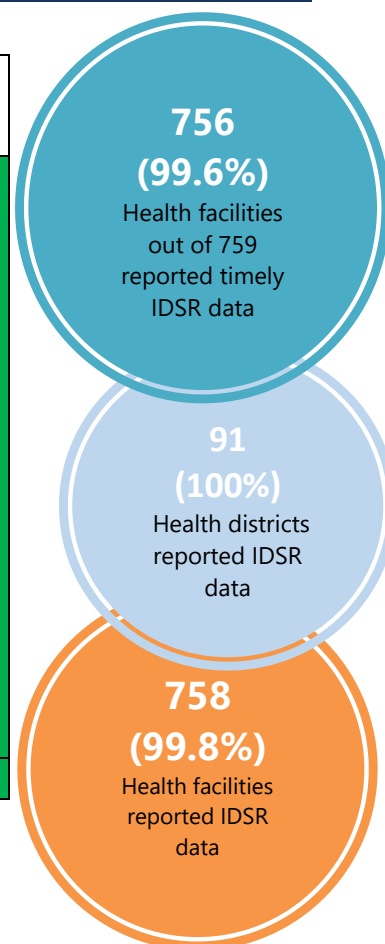 756
(99.6%)
Health facilities
out of 759
reported timely
IDSR data
91
(100%)
Health districts
reported IDSR
data
758
(99.8%)
Health facilities
reported IDSR
data